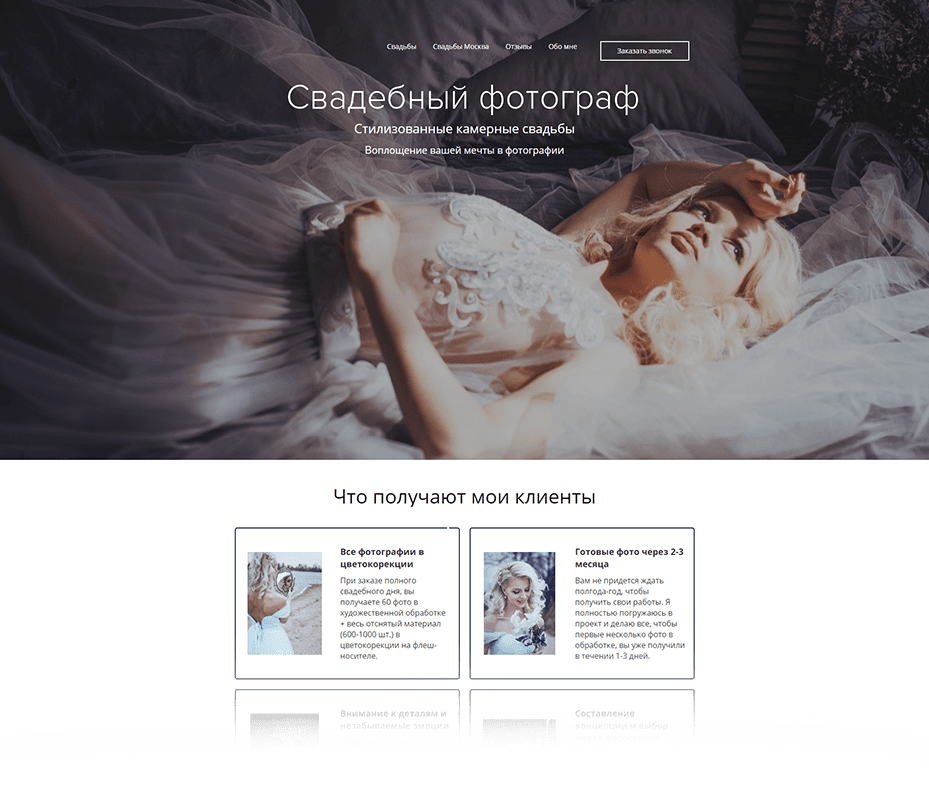 Свадьбы Свадьбы Москва Отзывы Обо мне Заказать звонок
Свадебный фотограф
Стилизованные камерные свадьбы
Воплощение вашей мечты в фотографии
Что получают мои клиенты
Все фотографии в
цветокорекции
При заказе полного
свадебного дня, вы
получаете 60 фото в
художественной обработке
+ весь отснятый материал
(600-1000 шт.) в
цветокорекции на флеш-
носителе.
Готовые фото через 2-3
месяца
Вам не придется ждать
полгода-год, чтобы
получить свои работы. Я
полностью погружаюсь в
проект и делаю все, чтобы
первые несколько фото в
обработке, вы уже получили
в течении 1-3 дней.
Внимание к деталям и
незабываемые эмоции
Составление
концепции и выбор